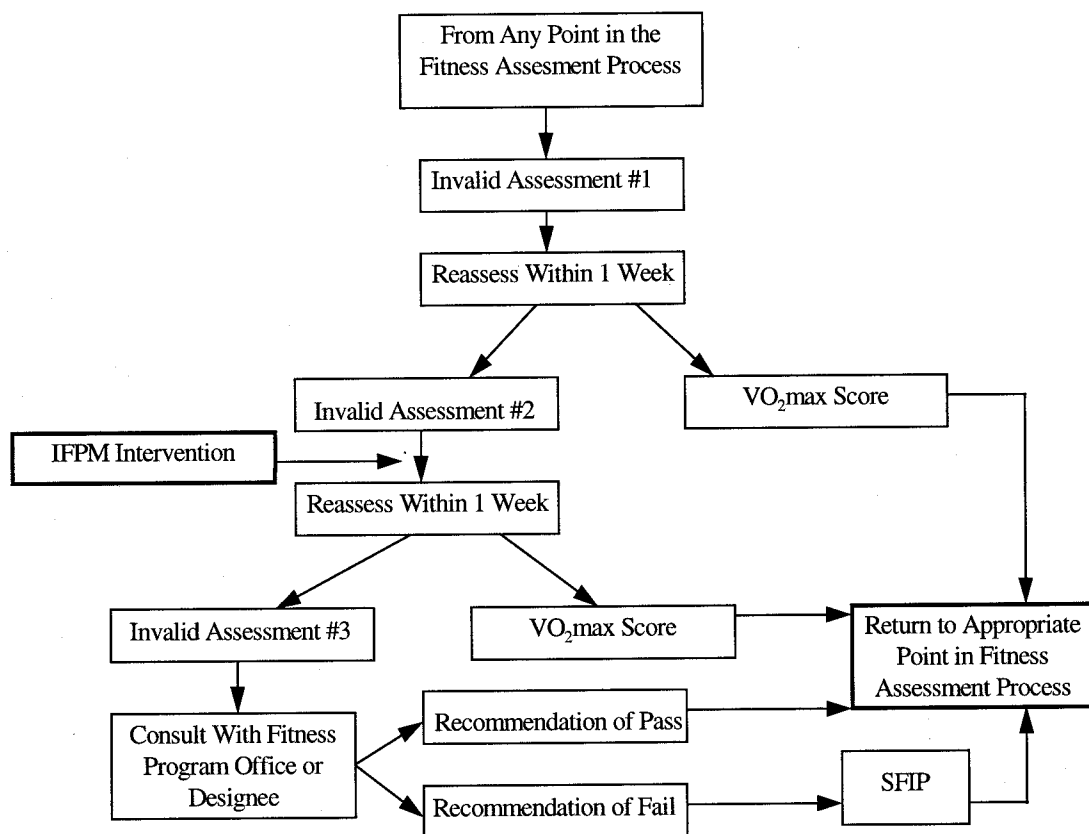 From Any Point in the
Fitness Assesment Process
Invalid Assessment #1
Reassess Within 1 Week
Invalid Assessment #2
VO₂max Score
IFPM Intervention
Reassess Within 1 Week
Invalid Assessment #3
VO₂max Score
Return to Appropriate
Point in Fitness
Assessment Process
Consult With Fitness
Program Office or
Designee
Recommendation of Pass
Recommendation of Fail
SFIP